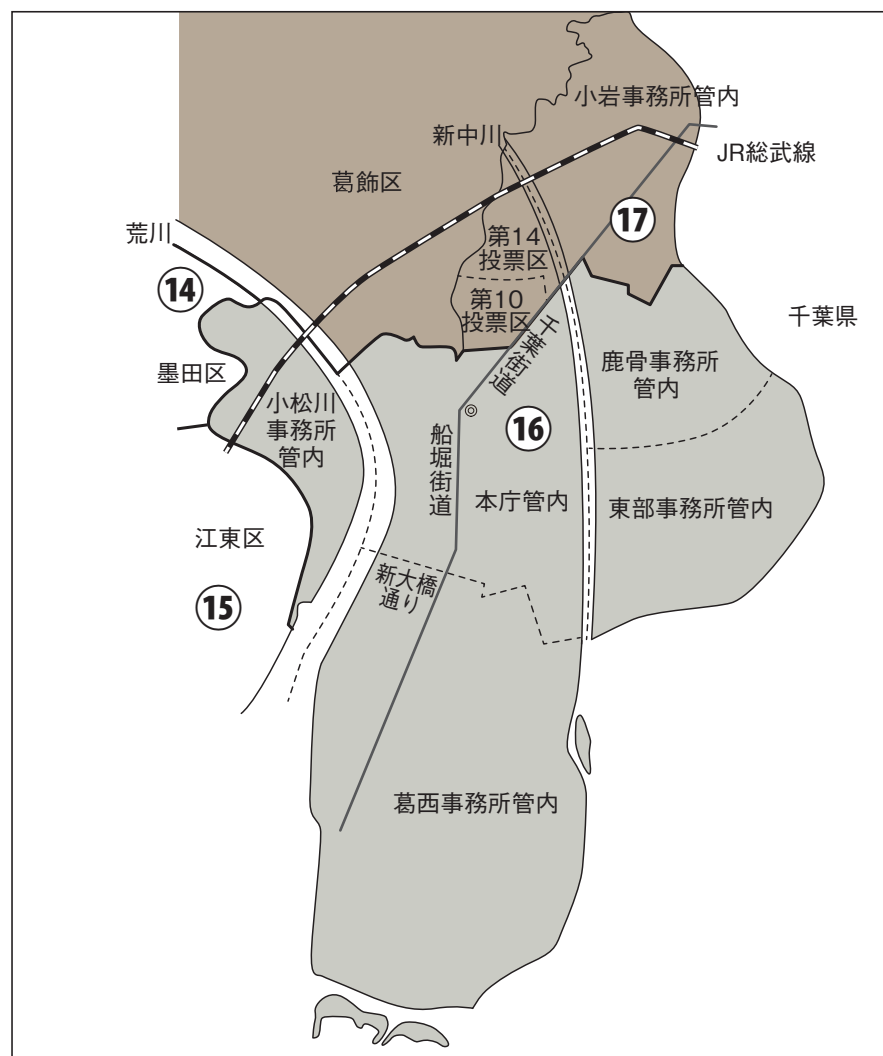 小岩事務所管内
新中川
JR総武線
葛飾区
荒川
17
第14
投票区
14
第10
投票区
千葉街道
千葉県
墨田区
鹿骨事務所
管内
小松川
事務所
管内
16
船堀街道
本庁管内
東部事務所管内
江東区
新大橋
通り
15
葛西事務所管内